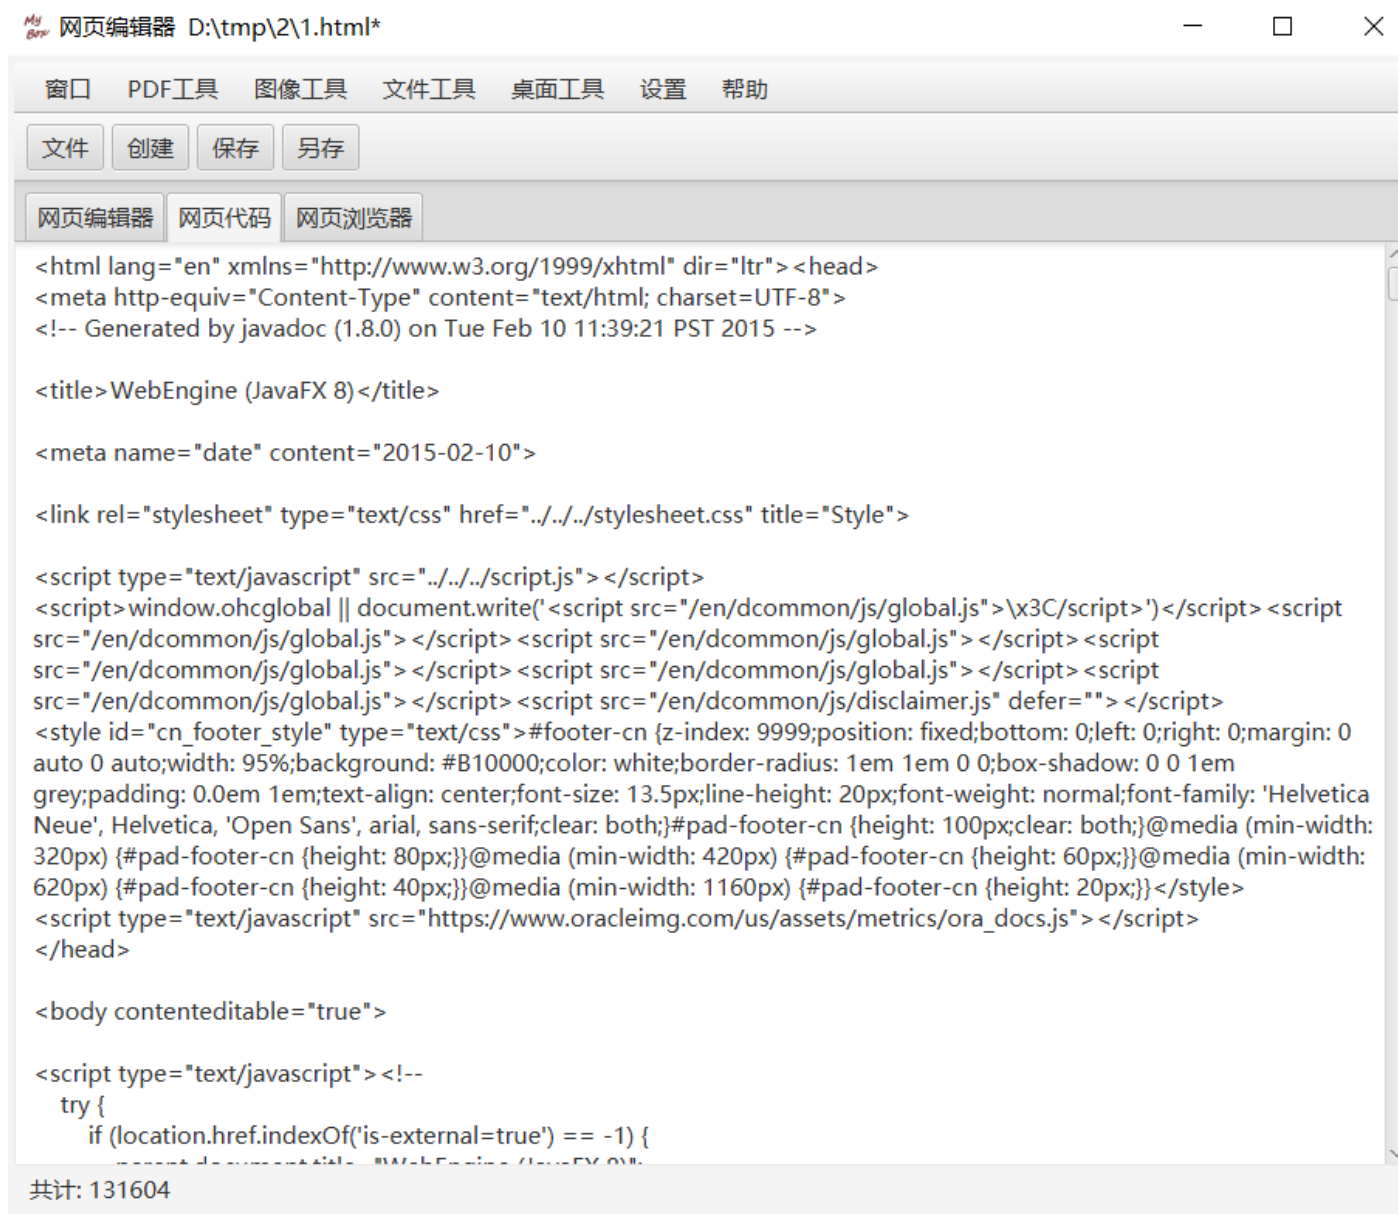 My Box 网页编辑器 D:\tmp\2\1.html*
窗口 PDF工具 图像工具 文件工具 桌面工具 设置 帮助
文件 创建 保存 另存
网页编辑器 网页代码 网页浏览器
<html lang="en" xmlns="http://www.w3.org/1999/xhtml" dir="ltr"><head>
<meta http-equiv="Content-Type" content="text/html; charset=UTF-8">
<!-- Generated by javadoc (1.8.0) on Tue Feb 10 11:39:21 PST 2015 -->
<title>WebEngine (JavaFX 8)</title>
<meta name="date" content="2015-02-10">
<link rel="stylesheet" type="text/css" href="../../../stylesheet.css" title="Style">
<script type="text/javascript" src="../../../script.js"></script>
<script>window.ohcglobal || document.write('<script src="/en/dcommon/js/global.js">\x3C/script>')</script><script
src="/en/dcommon/js/global.js"></script><script src="/en/dcommon/js/global.js"></script><script
src="/en/dcommon/js/global.js"></script><script src="/en/dcommon/js/global.js"></script><script
src="/en/dcommon/js/global.js"></script><script src="/en/dcommon/js/disclaimer.js" defer=""></script>
<style id="cn_footer_style" type="text/css">#footer-cn {z-index: 9999;position: fixed;bottom: 0;left: 0;right: 0;margin: 0
auto 0 auto;width: 95%;background: #B10000;color: white;border-radius: 1em 1em 0 0;box-shadow: 0 0 1em
grey;padding: 0.0em 1em;text-align: center;font-size: 13.5px;line-height: 20px;font-weight: normal;font-family: 'Helvetica
Neue', Helvetica, 'Open Sans', arial, sans-serif;clear: both;}#pad-footer-cn {height: 100px;clear: both;}@media (min-width:
320px) {#pad-footer-cn {height: 80px;}}@media (min-width: 420px) {#pad-footer-cn {height: 60px;}}@media (min-width:
620px) {#pad-footer-cn {height: 40px;}}@media (min-width: 1160px) {#pad-footer-cn {height: 20px;}}</style>
<script type="text/javascript" src="https://www.oracleimg.com/us/assets/metrics/ora_docs.js"></script>
</head>
<body contenteditable="true">
<script type="text/javascript"><!--
try {
if (location.href.indexOf('is-external=true') == -1) {
parent.document.title="WebEngine (JavaFX 8)";
共计: 131604